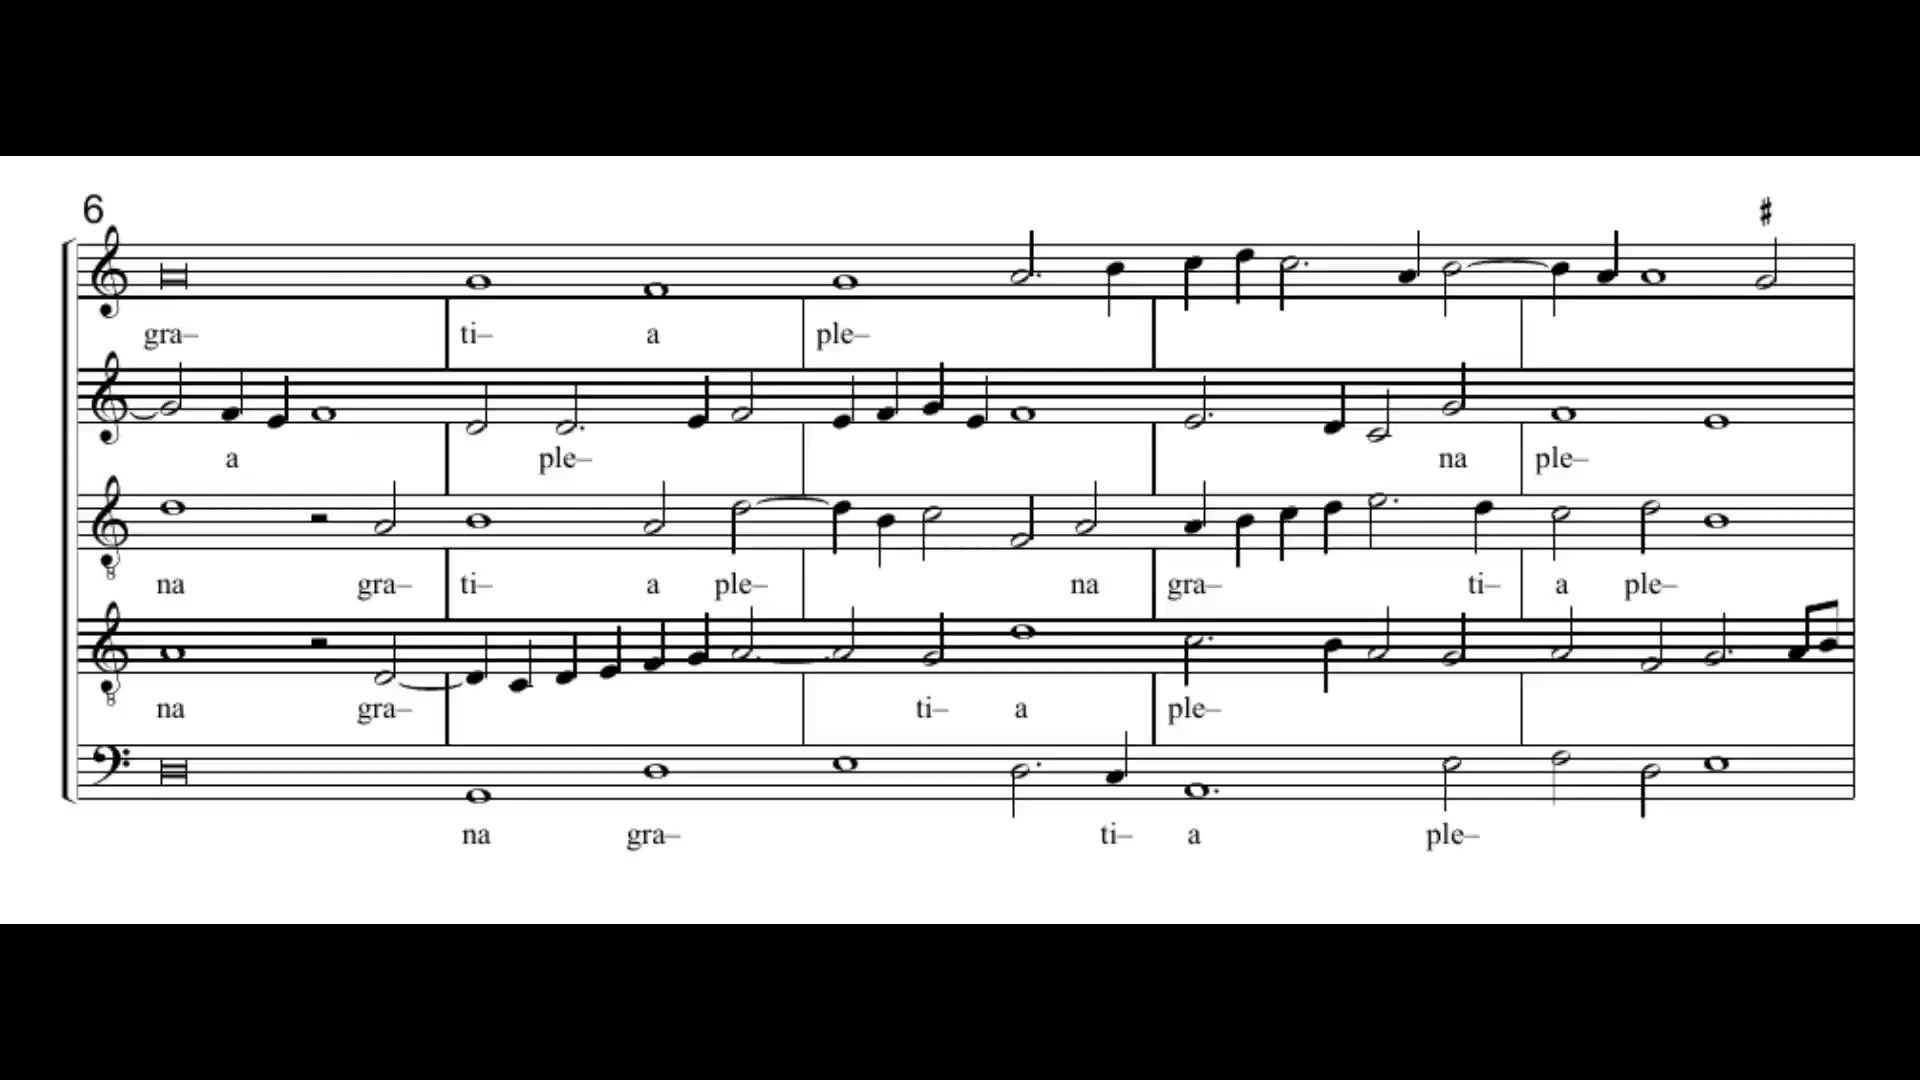 6
gra– ti– a ple–
a ple– na ple–
na gra– ti– a ple– na gra– ti– a ple–
na gra– ti– a ple–
na gra– ti– a ple–